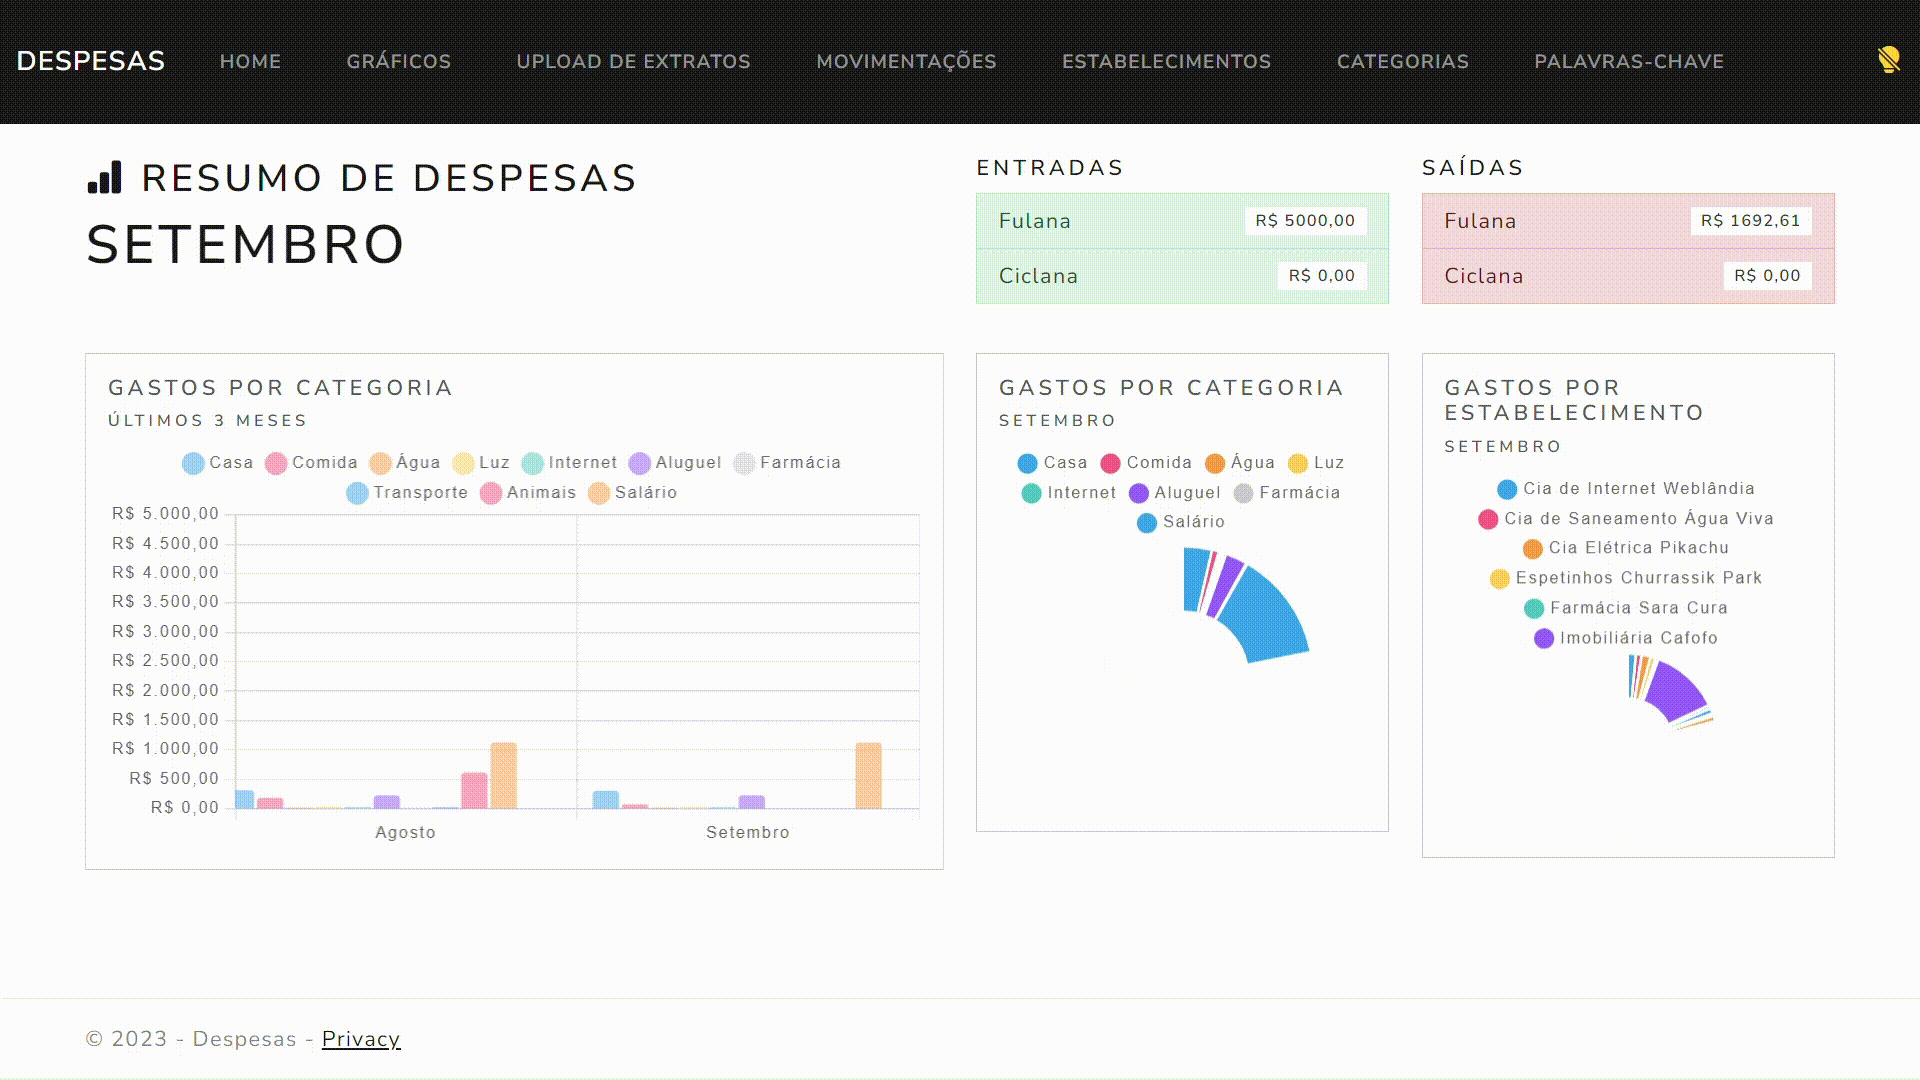 DESPESAS HOME GRÁFICOS UPLOAD DE EXTRATOS MOVIMENTAÇÕES ESTABELECIMENTOS CATEGORIAS PALAVRAS-CHAVE
RESUMO DE DESPESAS
SETEMBRO
ENTRADAS
Fulana R$ 5000,00
Ciclana R$ 0,00
SAÍDAS
Fulana R$ 1692,61
Ciclana R$ 0,00
GASTOS POR CATEGORIA
ÚLTIMOS 3 MESES
Casa Comida Água Luz Internet Aluguel Farmácia
Transporte Animais Salário
R$ 5.000,00
R$ 4.500,00
R$ 4.000,00
R$ 3.500,00
R$ 3.000,00
R$ 2.500,00
R$ 2.000,00
R$ 1.500,00
R$ 1.000,00
R$ 500,00
R$ 0,00
Agosto Setembro
GASTOS POR CATEGORIA
SETEMBRO
Casa Comida Água Luz
Internet Aluguel Farmácia
Salário
GASTOS POR
ESTABELECIMENTO
SETEMBRO
Cia de Internet Weblândia
Cia de Saneamento Água Viva
Cia Elétrica Pikachu
Espetinhos Churrassik Park
Farmácia Sara Cura
Imobiliária Cafofo
© 2023 - Despesas - Privacy